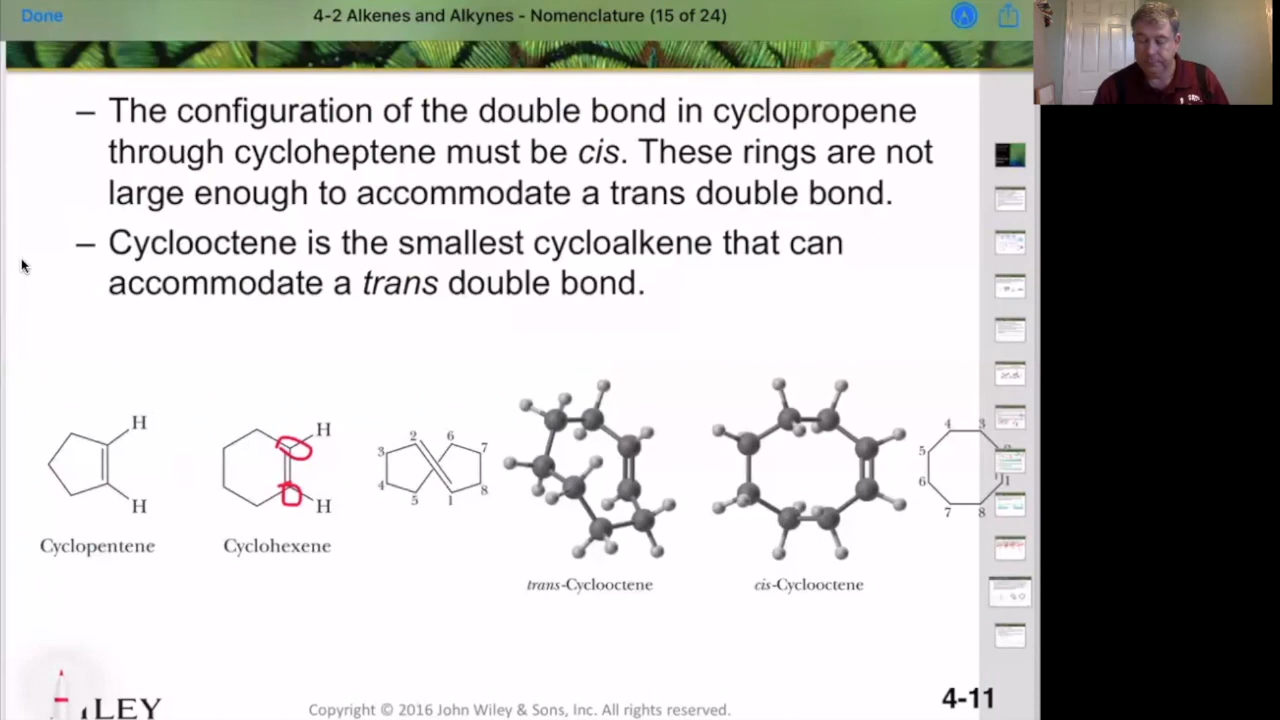 Done
4-2 Alkenes and Alkynes - Nomenclature (15 of 24)
– The configuration of the double bond in cyclopropene
through cycloheptene must be cis. These rings are not
large enough to accommodate a trans double bond.
– Cyclooctene is the smallest cycloalkene that can
accommodate a trans double bond.
H
H
Cyclopentene
H
H
Cyclohexene
2
6
3
7
4
8
5
1
trans-Cyclooctene
cis-Cyclooctene
4
3
5
6
1
7
8
LEY
Copyright © 2016 John Wiley & Sons, Inc. All rights reserved.
4-11